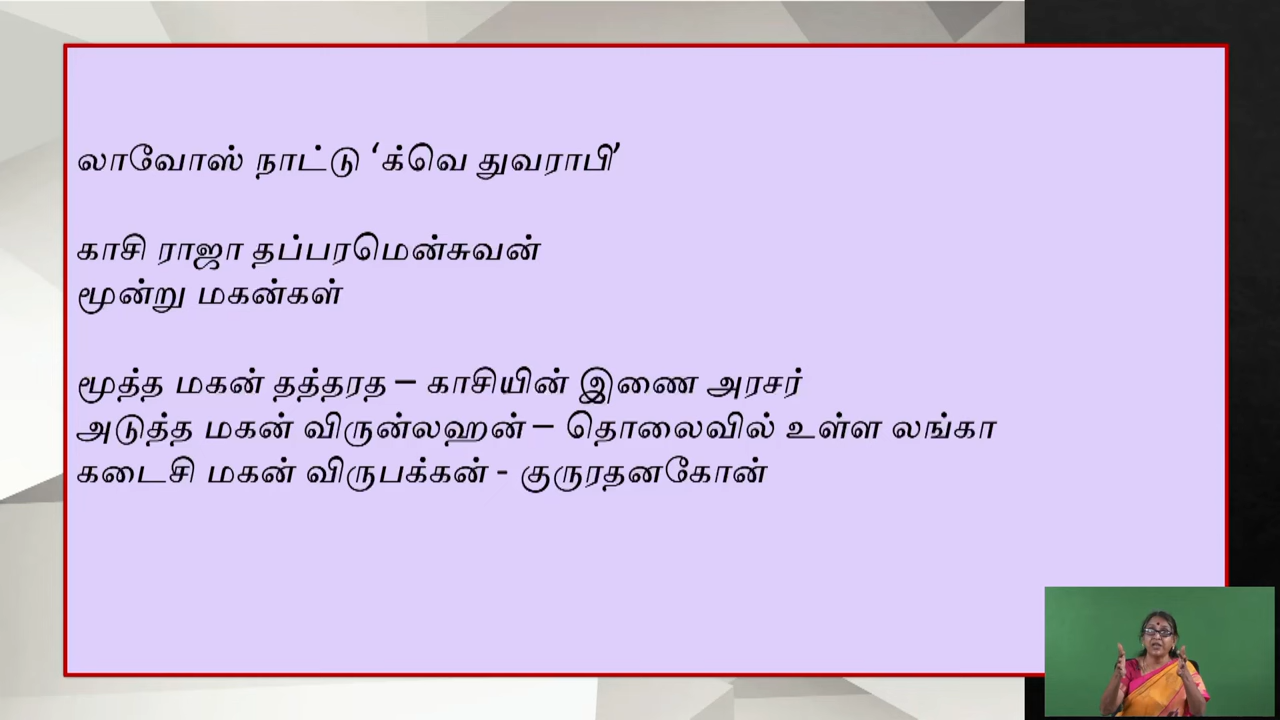 லாவோஸ் நாட்டு ‘க்வெ துவராபி’
காசி ராஜா தப்பரமென்சுவன்
மூன்று மகன்கள்
மூத்த மகன் தத்தரத – காசியின் இணை அரசர்
அடுத்த மகன் விருன்லஹன் – தொலைவில் உள்ள லங்கா
கடைசி மகன் விருபக்கன் - குருரதனகோன்